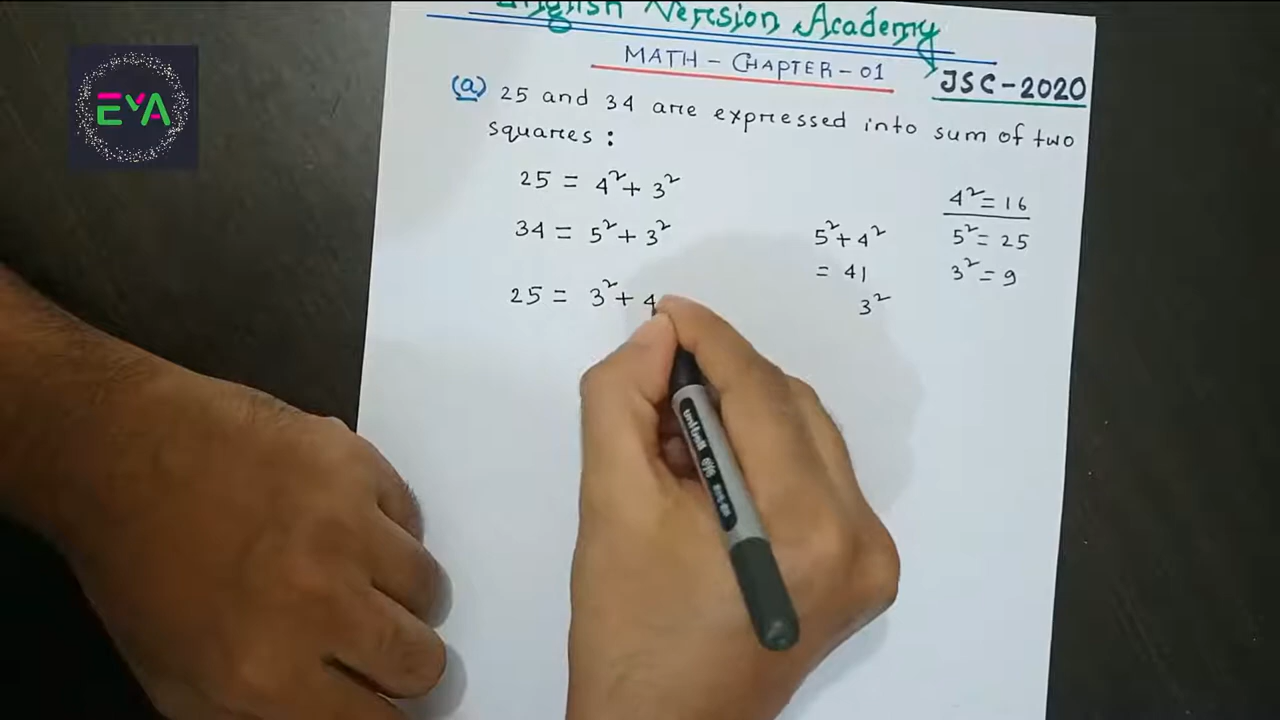 English Version Academy
MATH - CHAPTER - 01
JSC-2020
EVA
(a) 25 and 34 are expressed into sum of two
squares :
25 = 4² + 3²
34 = 5² + 3²
25 = 3² + 4
5² + 4²
= 41
3²
4² = 16
5² = 25
3² = 9
uniball